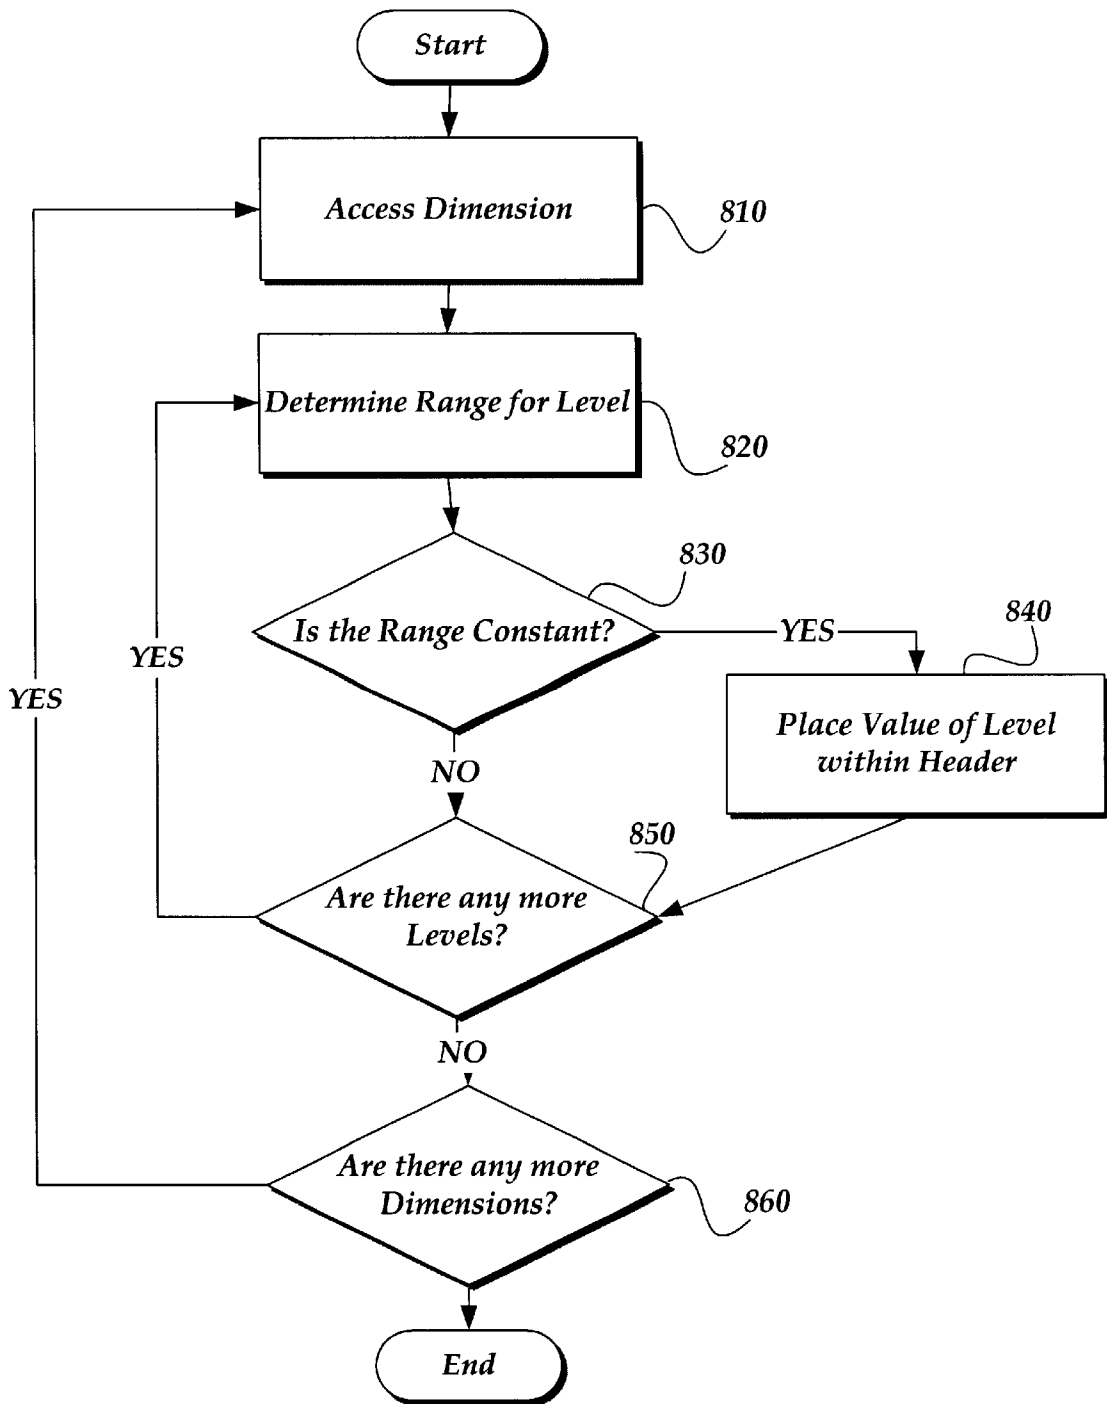 Start
Access Dimension
810
Determine Range for Level
820
830
Is the Range Constant?
YES
840
Place Value of Level
within Header
YES
YES
NO
850
Are there any more
Levels?
NO
Are there any more
Dimensions?
860
End